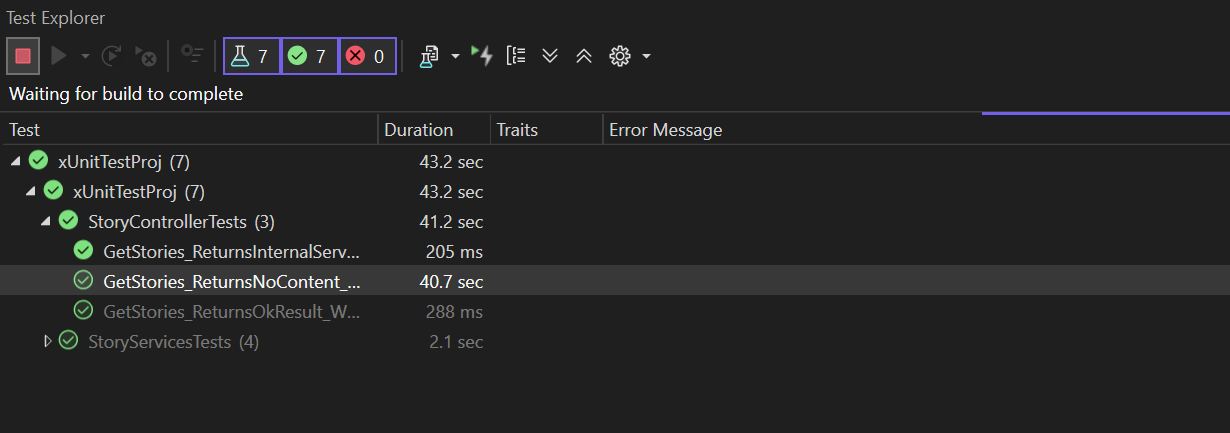 Test Explorer
7 7 0
Waiting for build to complete
Test Duration Traits Error Message
xUnitTestProj (7) 43.2 sec
xUnitTestProj (7) 43.2 sec
StoryControllerTests (3) 41.2 sec
GetStories_ReturnsInternalServ... 205 ms
GetStories_ReturnsNoContent_... 40.7 sec
GetStories_ReturnsOkResult_W... 288 ms
StoryServicesTests (4) 2.1 sec